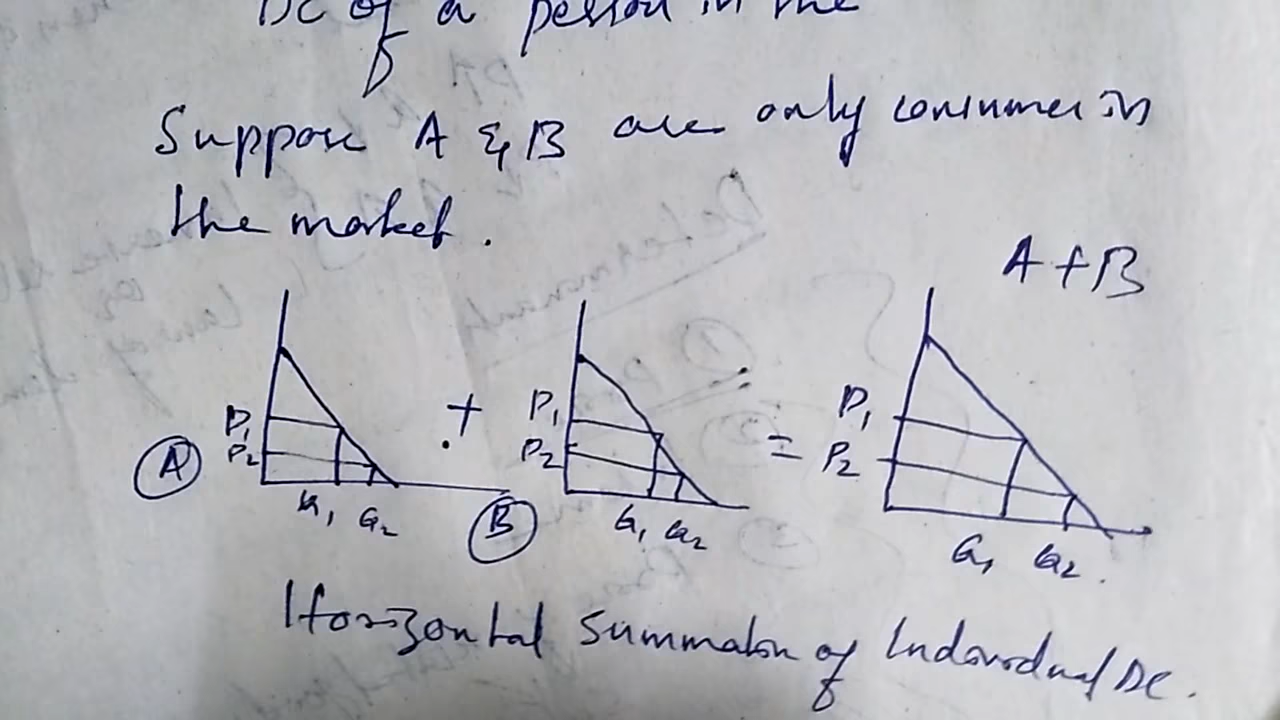 DC of a person in the
Suppose A & B are only consumer in
the market.
A + B
P₁ P₁ P₁
P₂ + P₂ = P₂
A B
Q₁ Q₂ Q₁ Q₂ Q₁ Q₂.
Horizontal Summation of Individual DC.